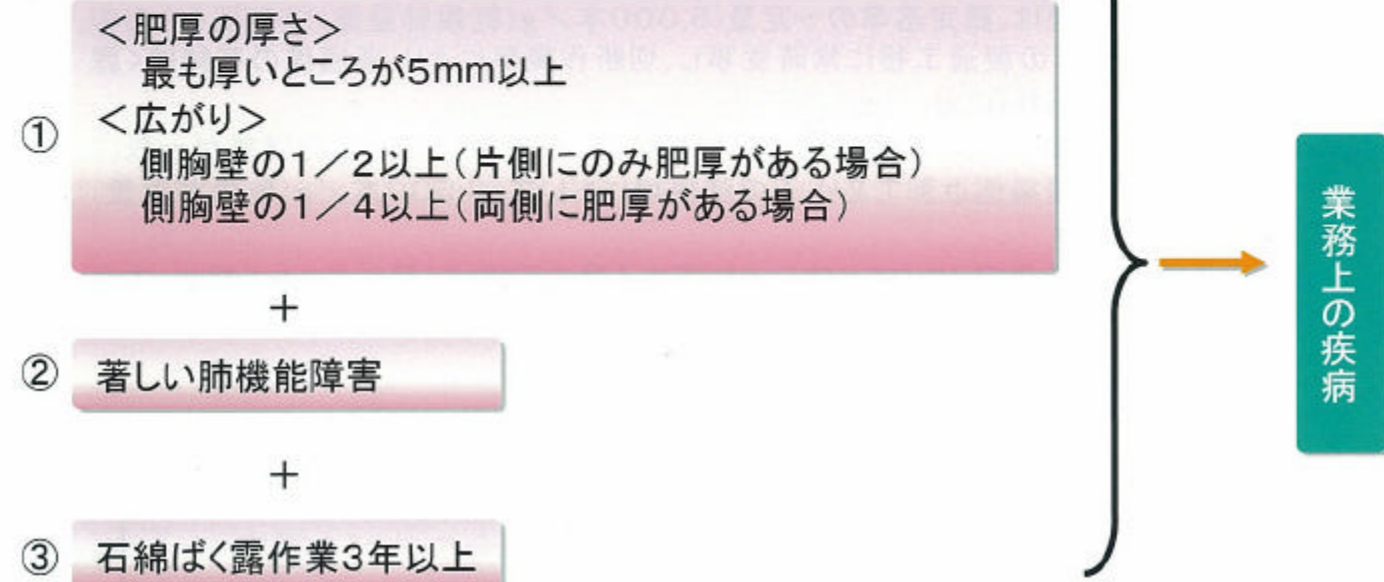 <肥厚の厚さ>
最も厚いところが5mm以上
<広がり>
① 側胸壁の1/2以上(片側にのみ肥厚がある場合)
側胸壁の1/4以上(両側に肥厚がある場合)
+
② 著しい肺機能障害
+
③ 石綿ばく露作業3年以上
業務上の疾病